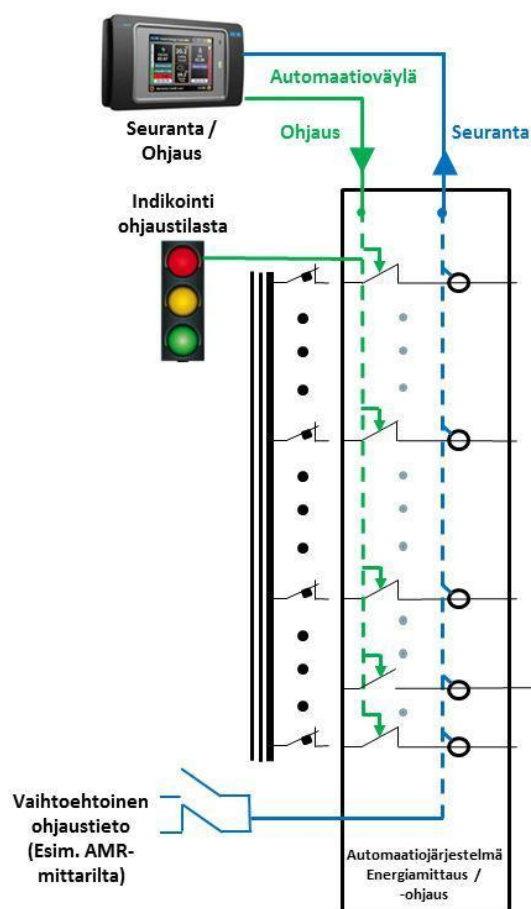 Automaatioväylä
Seuranta /
Ohjaus
Ohjaus
Seuranta
Indikointi
ohjaustilasta
Vaihtoehtoinen
ohjaustieto
(Esim. AMR-
mittarilta)
Automaatiojärjestelmä
Energiamittaus /
-ohjaus